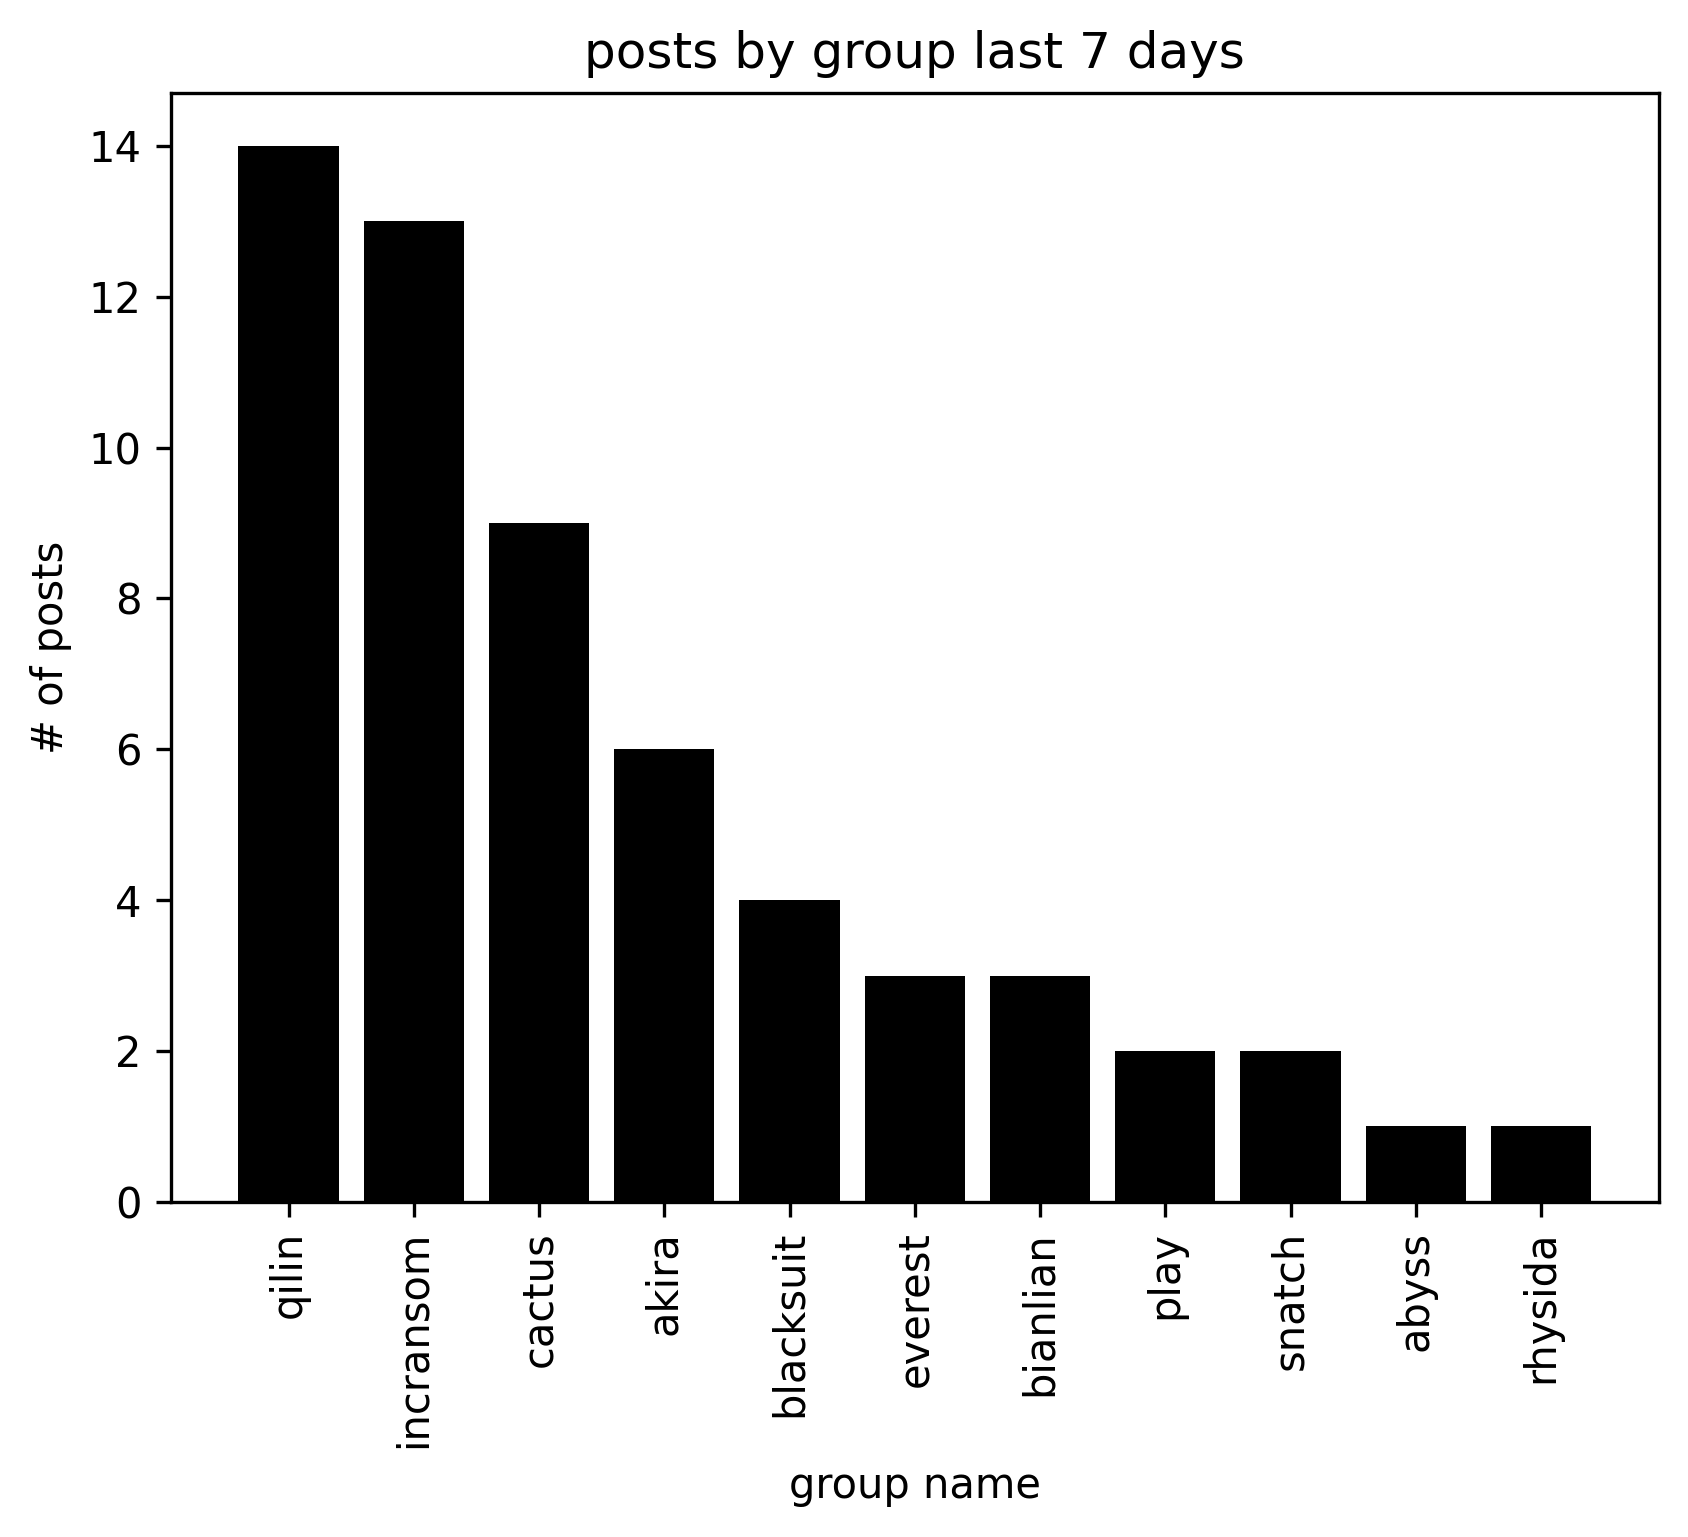 posts by group last 7 days
14
12
10
8
6
4
2
0
# of posts
qilin
incransom
cactus
akira
blacksuit
everest
bianlian
play
snatch
abyss
rhysida
group name